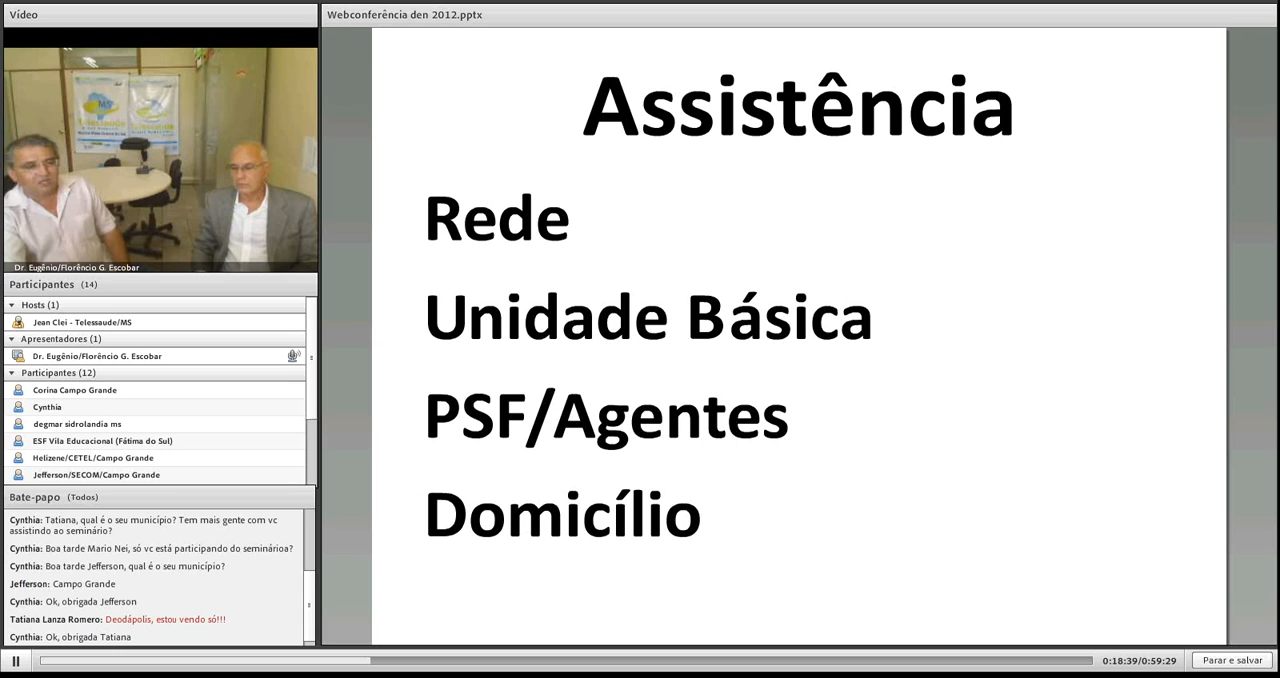 Vídeo
Webconferência den 2012.pptx
MS
Dr. Eugênio/Florêncio G. Escobar
Participantes (14)
Hosts (1)
Jean Clei - Telessaude/MS
Apresentadores (1)
Dr. Eugênio/Florêncio G. Escobar
Participantes (12)
Corina Campo Grande
Cynthia
degmar sidrolandia ms
ESF Vila Educacional (Fátima do Sul)
Helizene/CETEL/Campo Grande
Jefferson/SECOM/Campo Grande
Bate-papo (Todos)
Cynthia: Tatiana, qual é o seu município? Tem mais gente com vc
assistindo ao seminário?
Cynthia: Boa tarde Mario Nei, só vc está participando do seminárioa?
Cynthia: Boa tarde Jefferson, qual é o seu município?
Jefferson: Campo Grande
Cynthia: Ok, obrigada Jefferson
Tatiana Lanza Romero: Deodápolis, estou vendo só!!!
Cynthia: Ok, obrigada Tatiana
Assistência
Rede
Unidade Básica
PSF/Agentes
Domicílio
0:18:39/0:59:29
Parar e salvar